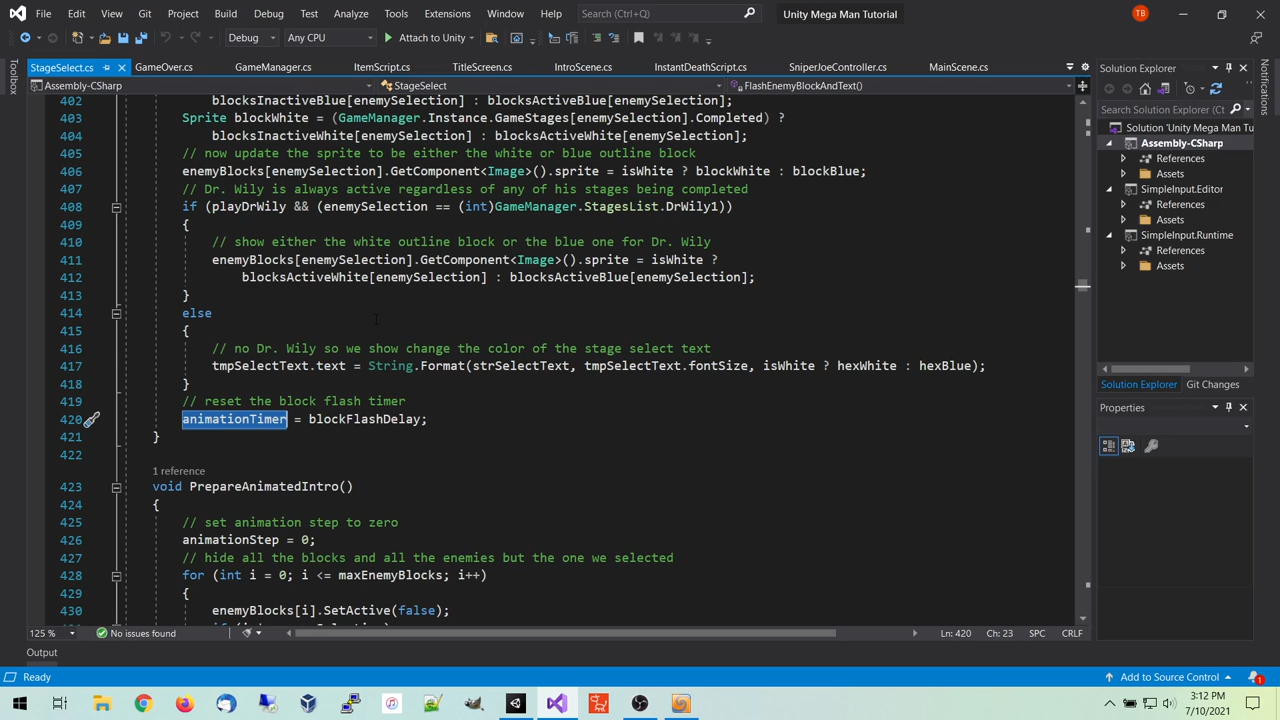 File Edit View Git Project Build Debug Test Analyze Tools Extensions Window Help Search (Ctrl+Q) Unity Mega Man Tutorial TB
Debug Any CPU Attach to Unity
Toolbox
StageSelect.cs GameOver.cs GameManager.cs ItemScript.cs TitleScreen.cs IntroScene.cs InstantDeathScript.cs SniperJoeController.cs MainScene.cs
Assembly-CSharp StageSelect FlashEnemyBlockAndText()
402 blocksInactiveBlue[enemySelection] : blocksActiveBlue[enemySelection];
403 Sprite blockWhite = (GameManager.Instance.GameStages[enemySelection].Completed) ?
404 blocksInactiveWhite[enemySelection] : blocksActiveWhite[enemySelection];
405 // now update the sprite to be either the white or blue outline block
406 enemyBlocks[enemySelection].GetComponent<Image>().sprite = isWhite ? blockWhite : blockBlue;
407 // Dr. Wily is always active regardless of any of his stages being completed
408 if (playDrWily && (enemySelection == (int)GameManager.StagesList.DrWily1))
409 {
410 // show either the white outline block or the blue one for Dr. Wily
411 enemyBlocks[enemySelection].GetComponent<Image>().sprite = isWhite ?
412 blocksActiveWhite[enemySelection] : blocksActiveBlue[enemySelection];
413 }
414 else
415 {
416 // no Dr. Wily so we show change the color of the stage select text
417 tmpSelectText.text = String.Format(strSelectText, tmpSelectText.fontSize, isWhite ? hexWhite : hexBlue);
418 }
419 // reset the block flash timer
420 animationTimer = blockFlashDelay;
421 }
422
1 reference
423 void PrepareAnimatedIntro()
424 {
425 // set animation step to zero
426 animationStep = 0;
427 // hide all the blocks and all the enemies but the one we selected
428 for (int i = 0; i <= maxEnemyBlocks; i++)
429 {
430 enemyBlocks[i].SetActive(false);
125 % No issues found Ln: 420 Ch: 23 SPC CRLF
Output
Ready Add to Source Control 1
Solution Explorer
Search Solution Explorer (Ctrl+
Solution 'Unity Mega Man Tu
Assembly-CSharp
References
Assets
SimpleInput.Editor
References
Assets
SimpleInput.Runtime
References
Assets
Solution Explorer Git Changes
Properties
Notifications
3:12 PM
7/10/2021